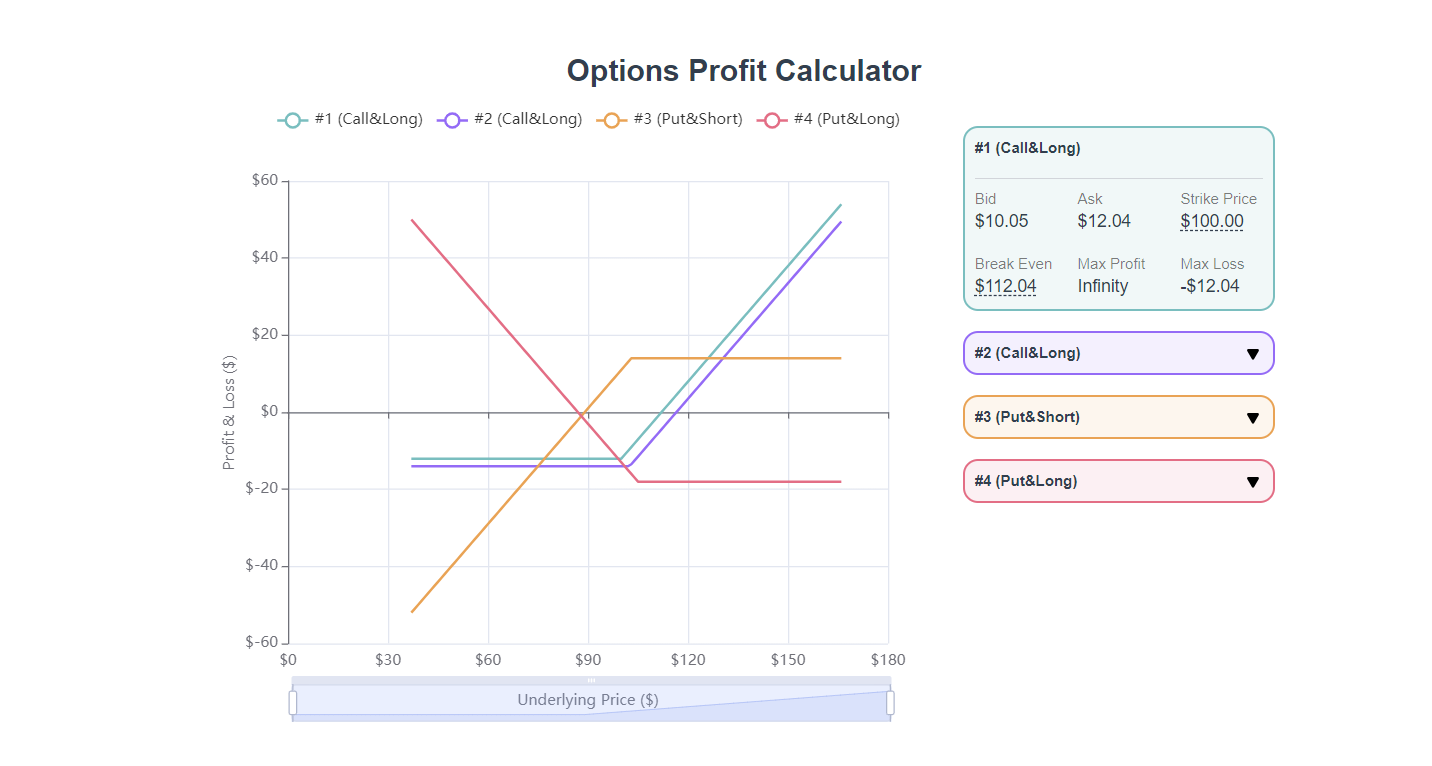 Options Profit Calculator
#1 (Call&Long) #2 (Call&Long) #3 (Put&Short) #4 (Put&Long)
$60
$40
$20
$0
$-20
$-40
$-60
Profit & Loss ($)
$0 $30 $60 $90 $120 $150 $180
Underlying Price ($)
#1 (Call&Long)
Bid Ask Strike Price
$10.05 $12.04 $100.00
Break Even Max Profit Max Loss
$112.04 Infinity -$12.04
#2 (Call&Long)
#3 (Put&Short)
#4 (Put&Long)